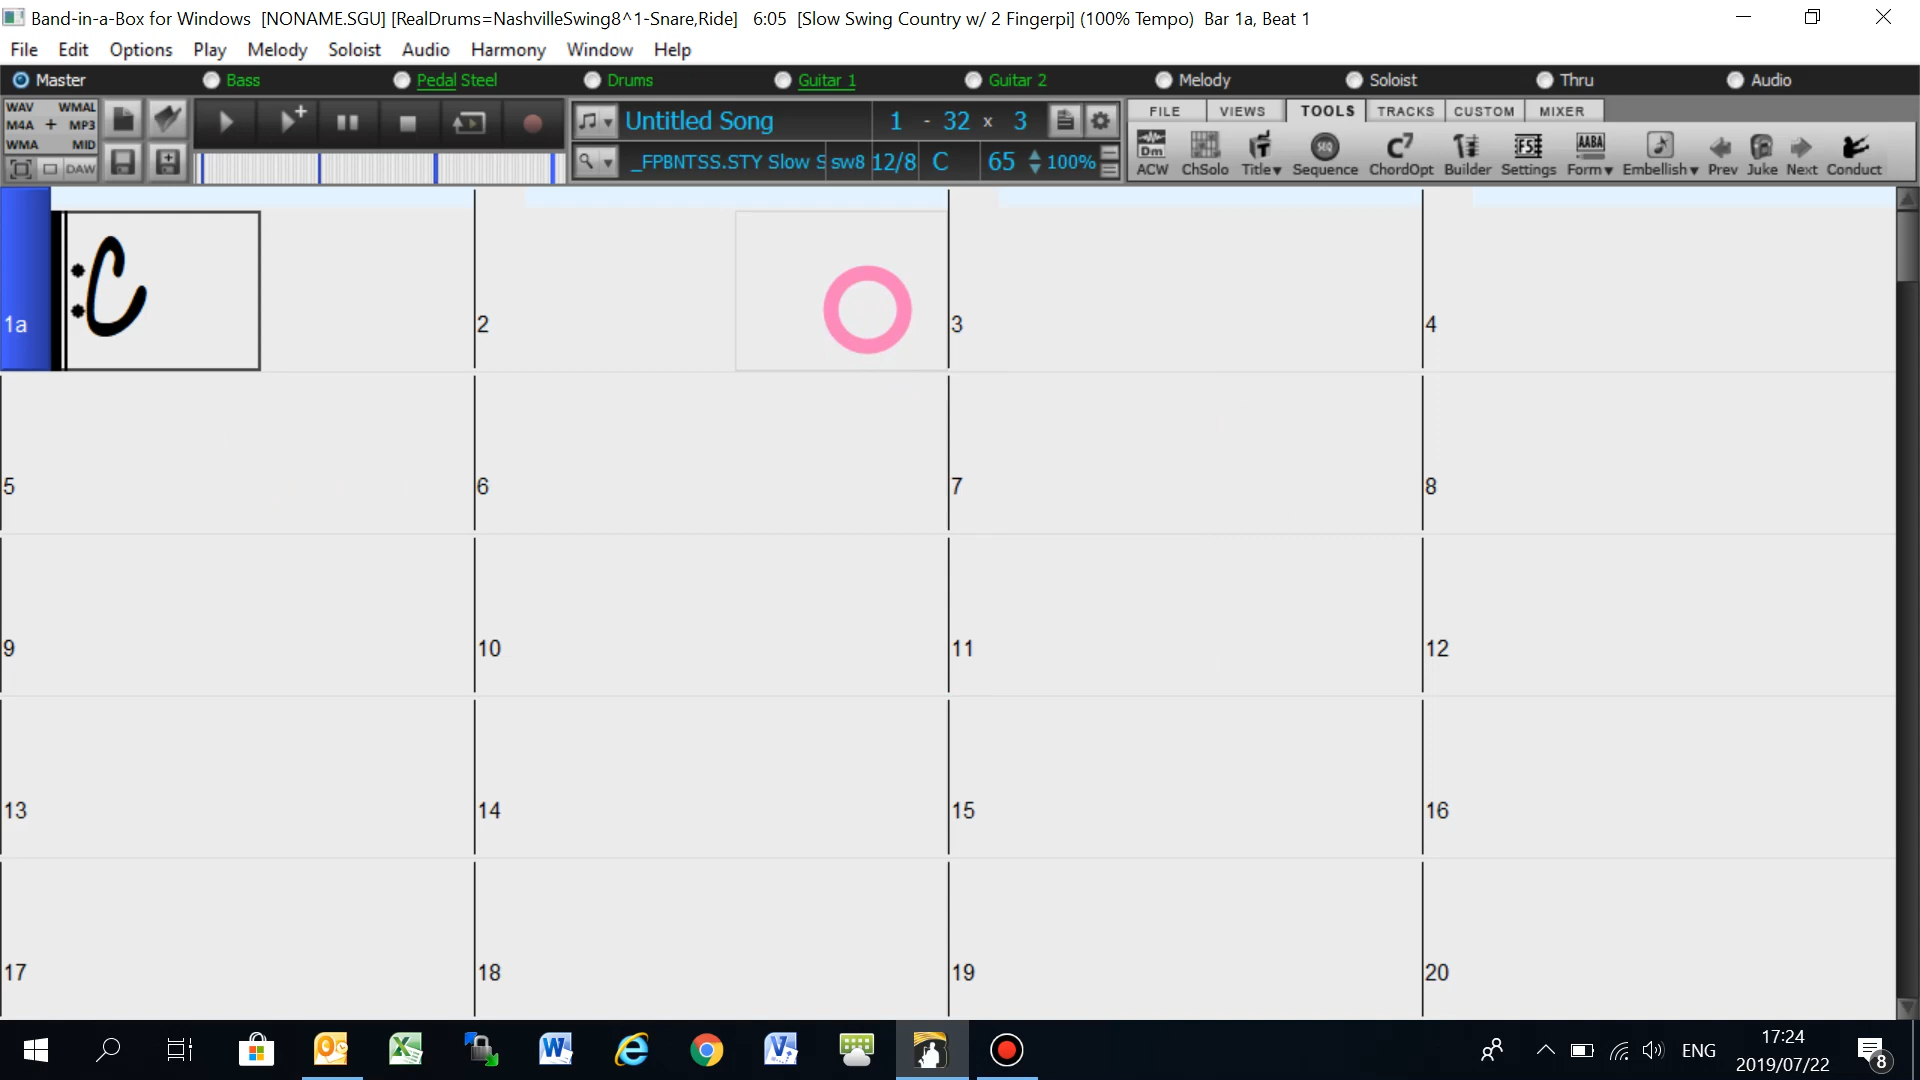 Band-in-a-Box for Windows [NONAME.SGU] [RealDrums=NashvilleSwing8^1-Snare,Ride] 6:05 [Slow Swing Country w/ 2 Fingerpi] (100% Tempo) Bar 1a, Beat 1
File Edit Options Play Melody Soloist Audio Harmony Window Help
Master Bass Pedal Steel Drums Guitar 1 Guitar 2 Melody Soloist Thru Audio
WAV WMAL
M4A + MP3
WMA MID
DAW
Untitled Song 1 - 32 x 3
_FPBNTSS.STY Slow S sw8 12/8 C 65 100%
FILE VIEWS TOOLS TRACKS CUSTOM MIXER
Dm SEQ C7 F5 AABA
ACW ChSolo Title Sequence ChordOpt Builder Settings Form Embellish Prev Juke Next Conduct
C
1a 2 3 4
5 6 7 8
9 10 11 12
13 14 15 16
17 18 19 20
ENG
17:24
2019/07/22
8